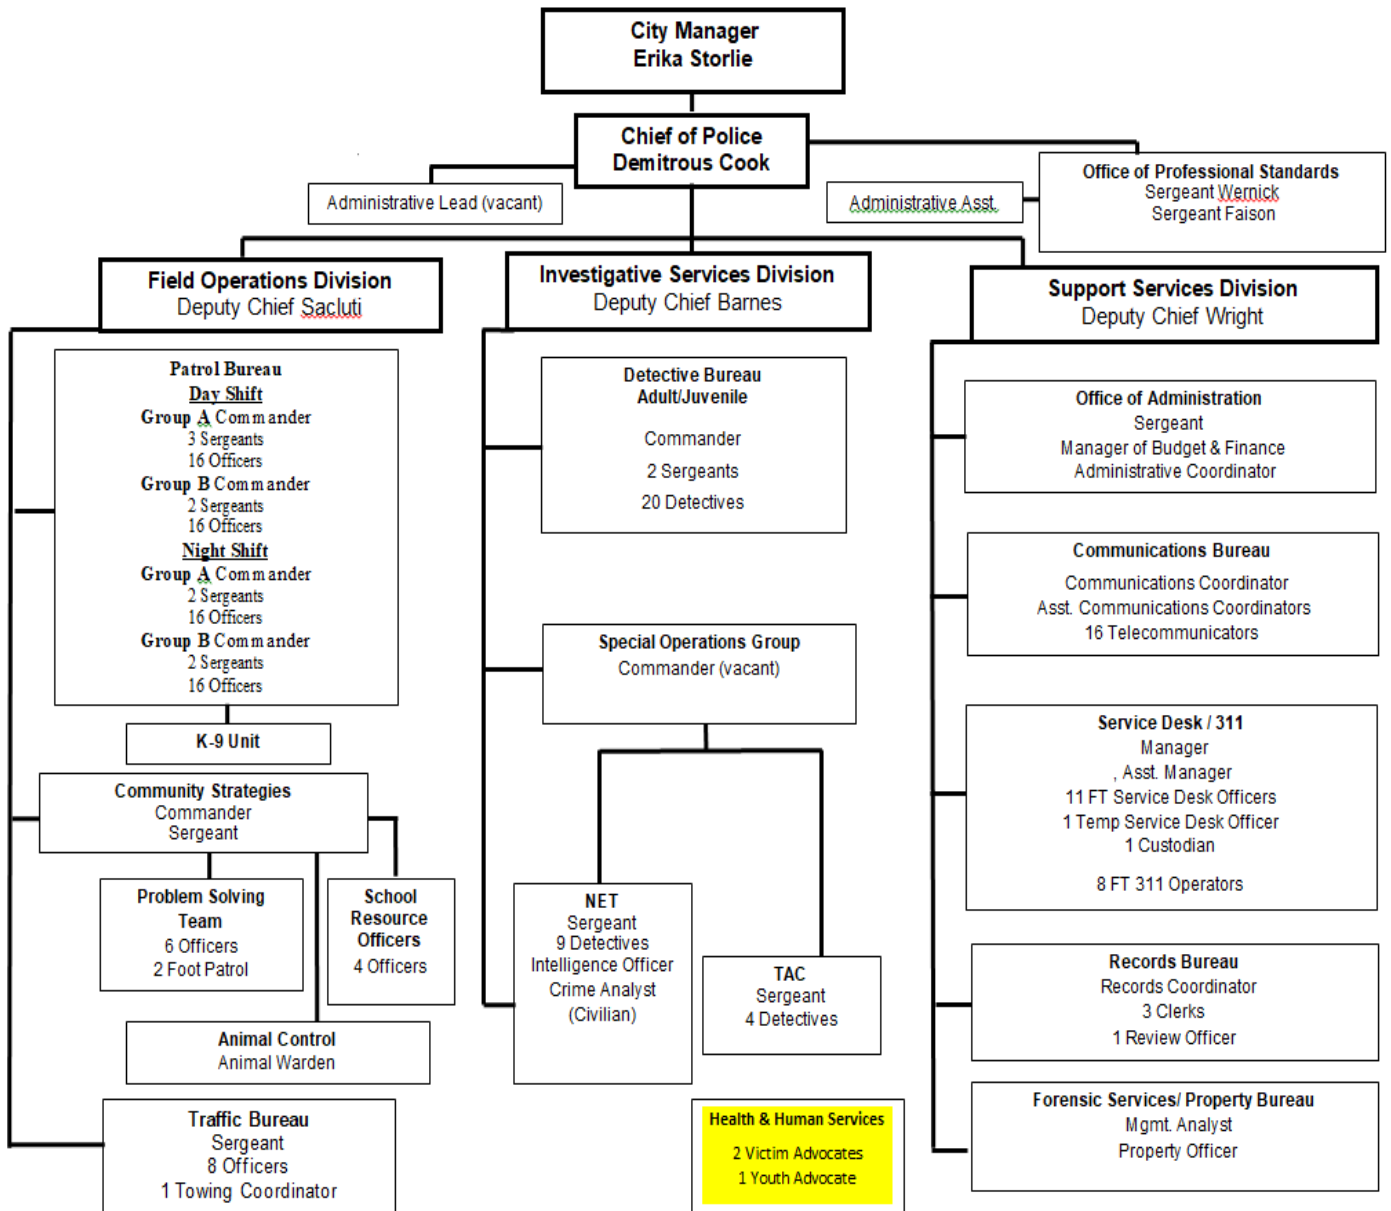 City Manager
Erika Storlie
Chief of Police
Demitrous Cook
Administrative Lead (vacant)
Administrative Asst.
Office of Professional Standards
Sergeant Wernick
Sergeant Faison
Field Operations Division
Deputy Chief Sacluti
Investigative Services Division
Deputy Chief Barnes
Support Services Division
Deputy Chief Wright
Patrol Bureau
Day Shift
Group A Commander
3 Sergeants
16 Officers
Group B Commander
2 Sergeants
16 Officers
Night Shift
Group A Commander
2 Sergeants
16 Officers
Group B Commander
2 Sergeants
16 Officers
K-9 Unit
Community Strategies
Commander
Sergeant
Problem Solving
Team
6 Officers
2 Foot Patrol
School
Resource
Officers
4 Officers
Animal Control
Animal Warden
Traffic Bureau
Sergeant
8 Officers
1 Towing Coordinator
Detective Bureau
Adult/Juvenile
Commander
2 Sergeants
20 Detectives
Special Operations Group
Commander (vacant)
NET
Sergeant
9 Detectives
Intelligence Officer
Crime Analyst
(Civilian)
TAC
Sergeant
4 Detectives
Health & Human Services
2 Victim Advocates
1 Youth Advocate
Office of Administration
Sergeant
Manager of Budget & Finance
Administrative Coordinator
Communications Bureau
Communications Coordinator
Asst. Communications Coordinators
16 Telecommunicators
Service Desk / 311
Manager
, Asst. Manager
11 FT Service Desk Officers
1 Temp Service Desk Officer
1 Custodian
8 FT 311 Operators
Records Bureau
Records Coordinator
3 Clerks
1 Review Officer
Forensic Services/ Property Bureau
Mgmt. Analyst
Property Officer